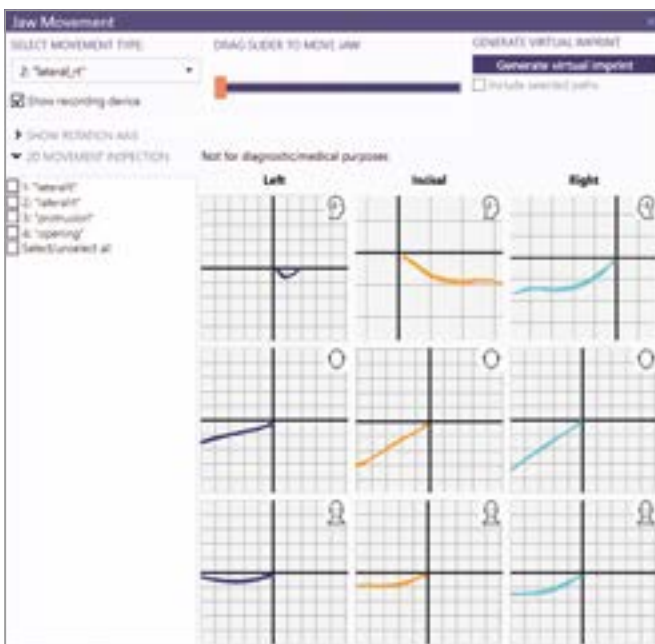 Jaw Movement
SELECT MOVEMENT TYPE:
2: "lateral_rt"
Show recording device
SHOW ROTATION AXIS
2D MOVEMENT INSPECTION
1: "lateralrt"
2: "lateralrt"
3: "protrusion"
4: "opening"
Select/unselect all
DRAG SLIDER TO MOVE JAW
GENERATE VIRTUAL IMPRINT
Generate virtual imprint
Include selected paths
Not for diagnostic/medical purposes
Left Incisal Right